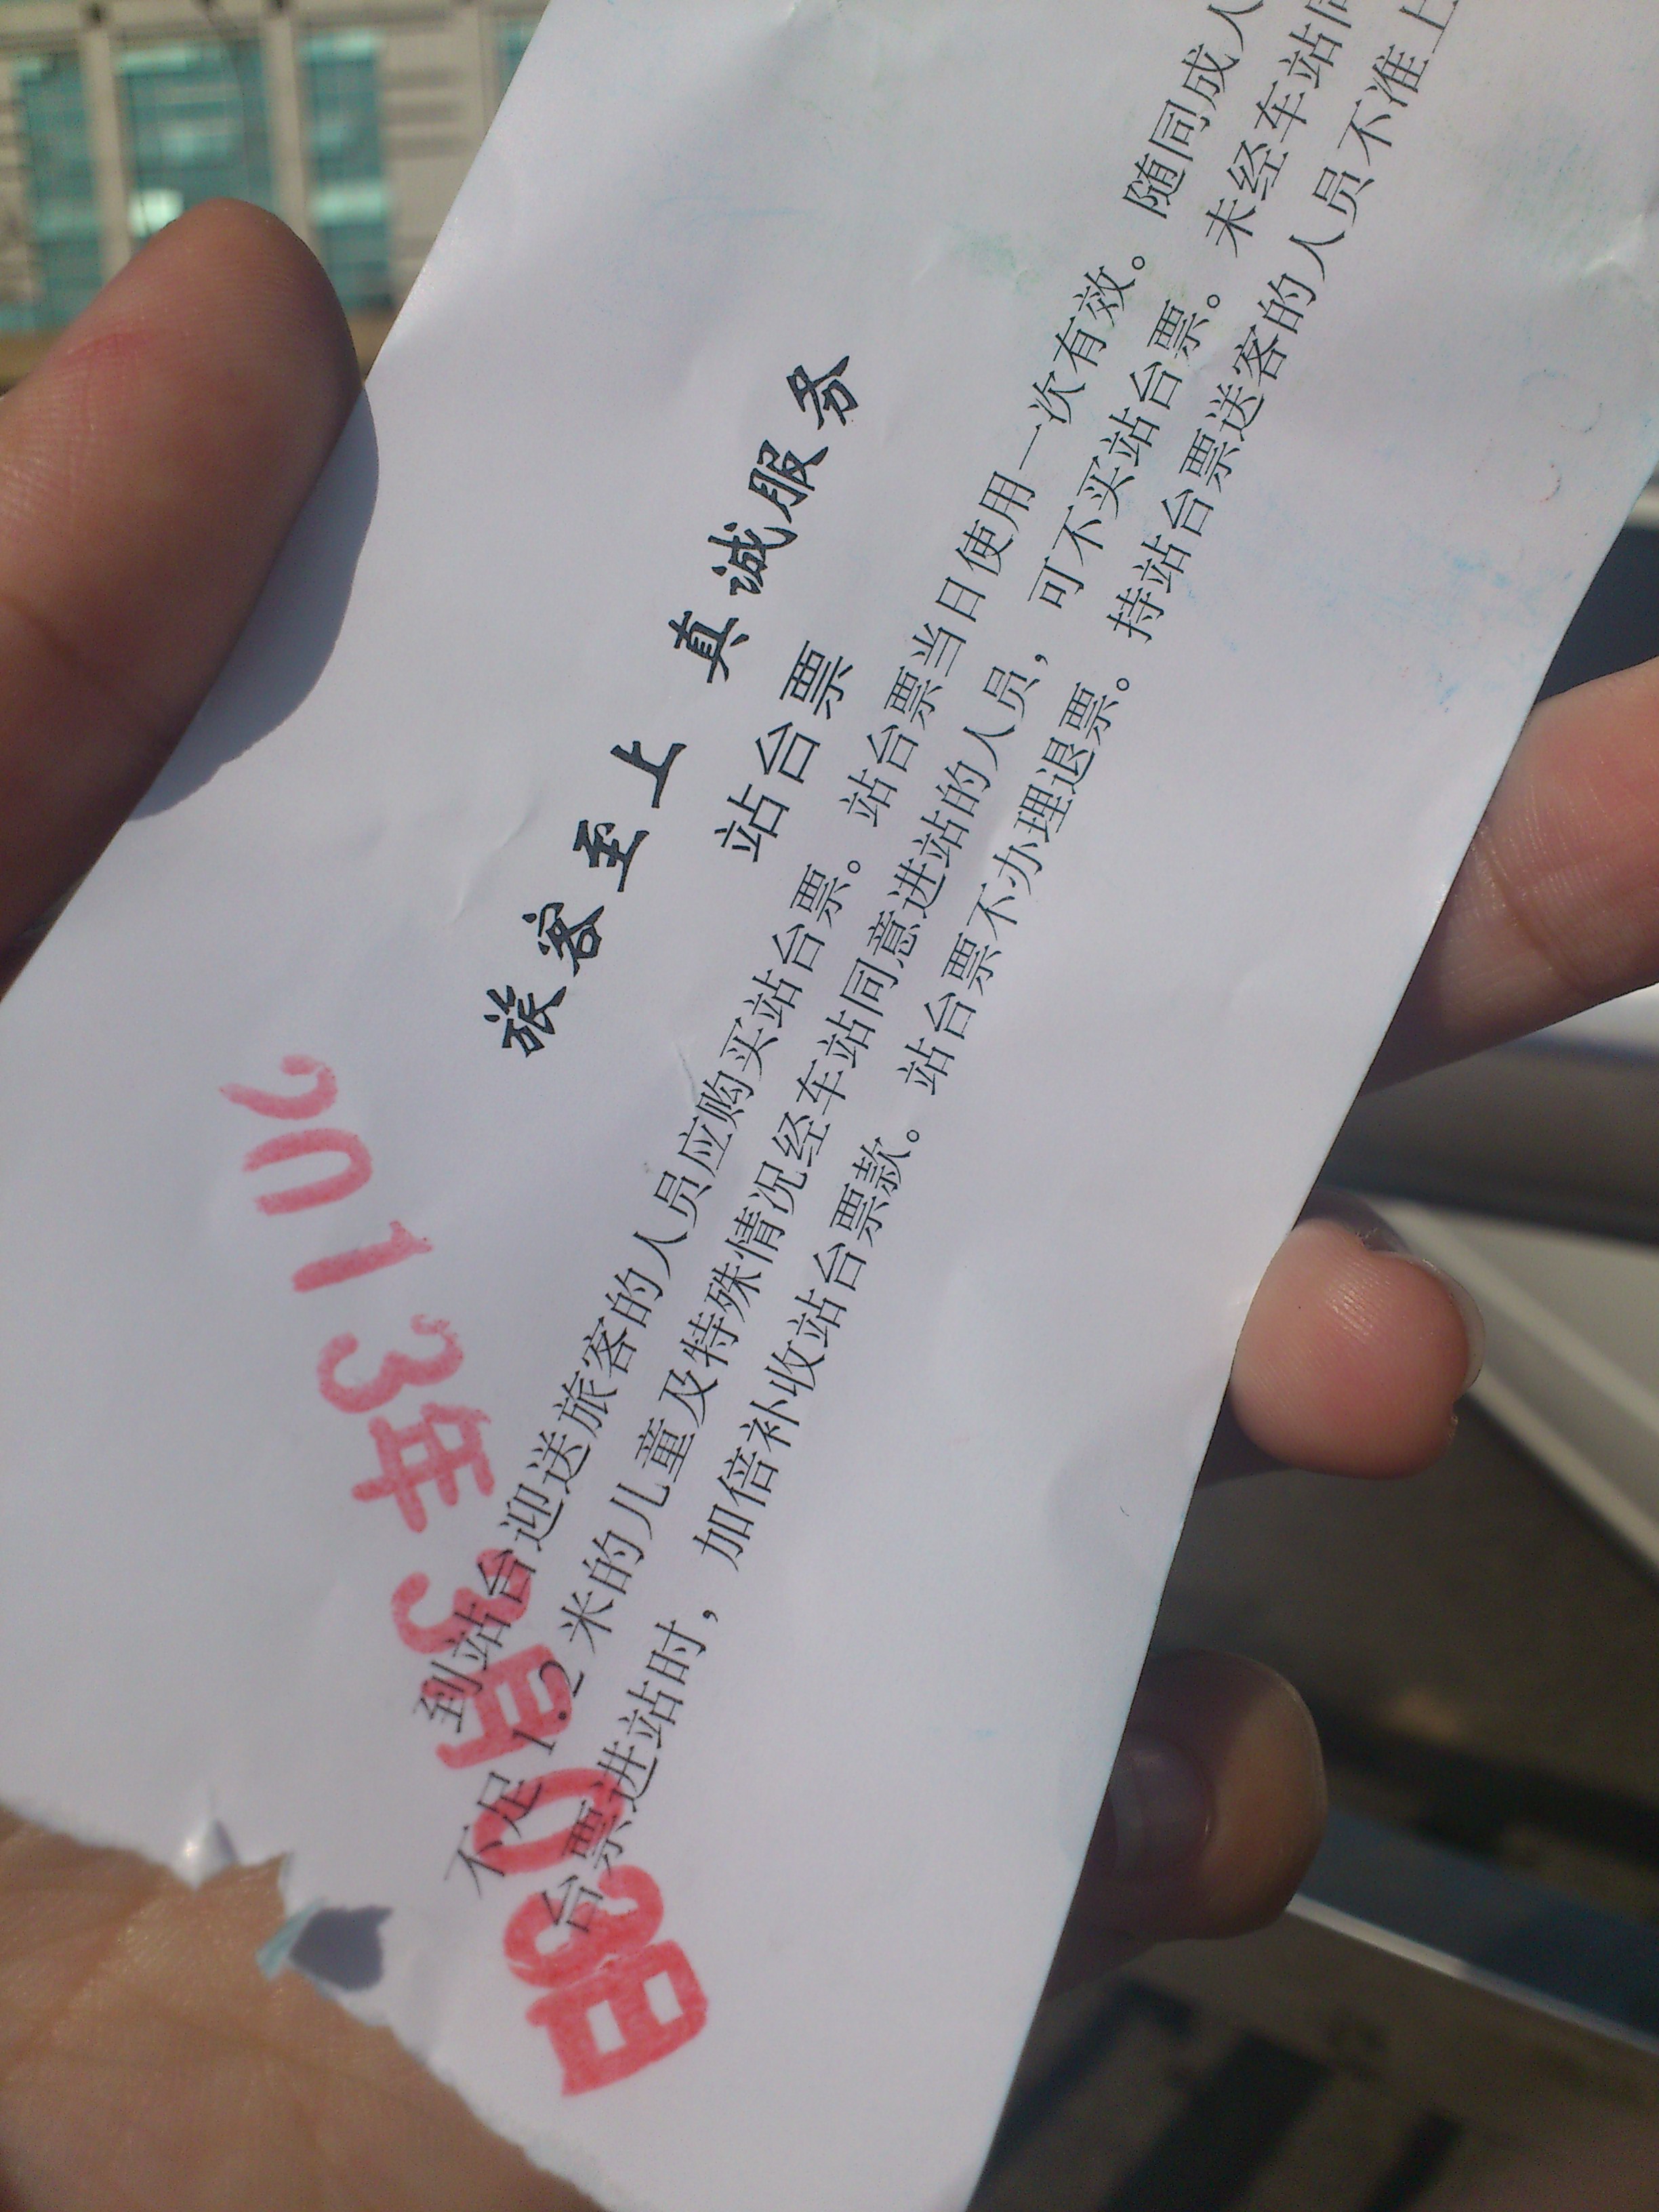 旅客至上 真诚服务
站台票
到站台迎送旅客的人员应购买站台票。站台票当日使用一次有效。随同成人
不足1.2米的儿童及特殊情况经车站同意进站的人员，可不买站台票。未经车站同
台票进站时，加倍补收站台票款。站台票不办理退票。持站台票送客的人员不准上
2013年3月03日